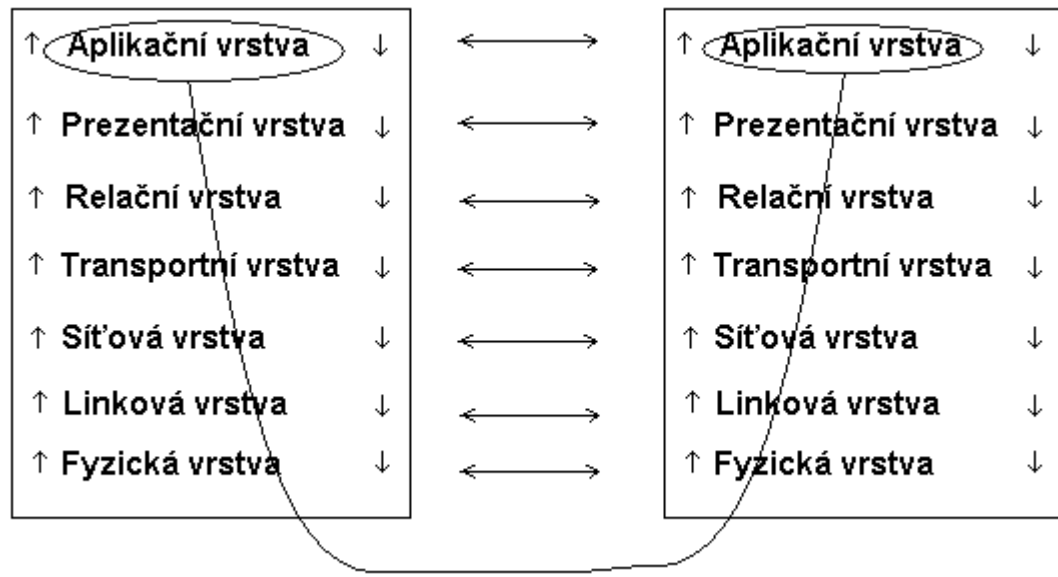 ↑ Aplikační vrstva ↓ ↔ ↑ Aplikační vrstva ↓
↑ Prezentační vrstva ↓ ↔ ↑ Prezentační vrstva ↓
↑ Relační vrstva ↓ ↔ ↑ Relační vrstva ↓
↑ Transportní vrstva ↓ ↔ ↑ Transportní vrstva ↓
↑ Síťová vrstva ↓ ↔ ↑ Síťová vrstva ↓
↑ Linková vrstva ↓ ↔ ↑ Linková vrstva ↓
↑ Fyzická vrstva ↓ ↔ ↑ Fyzická vrstva ↓